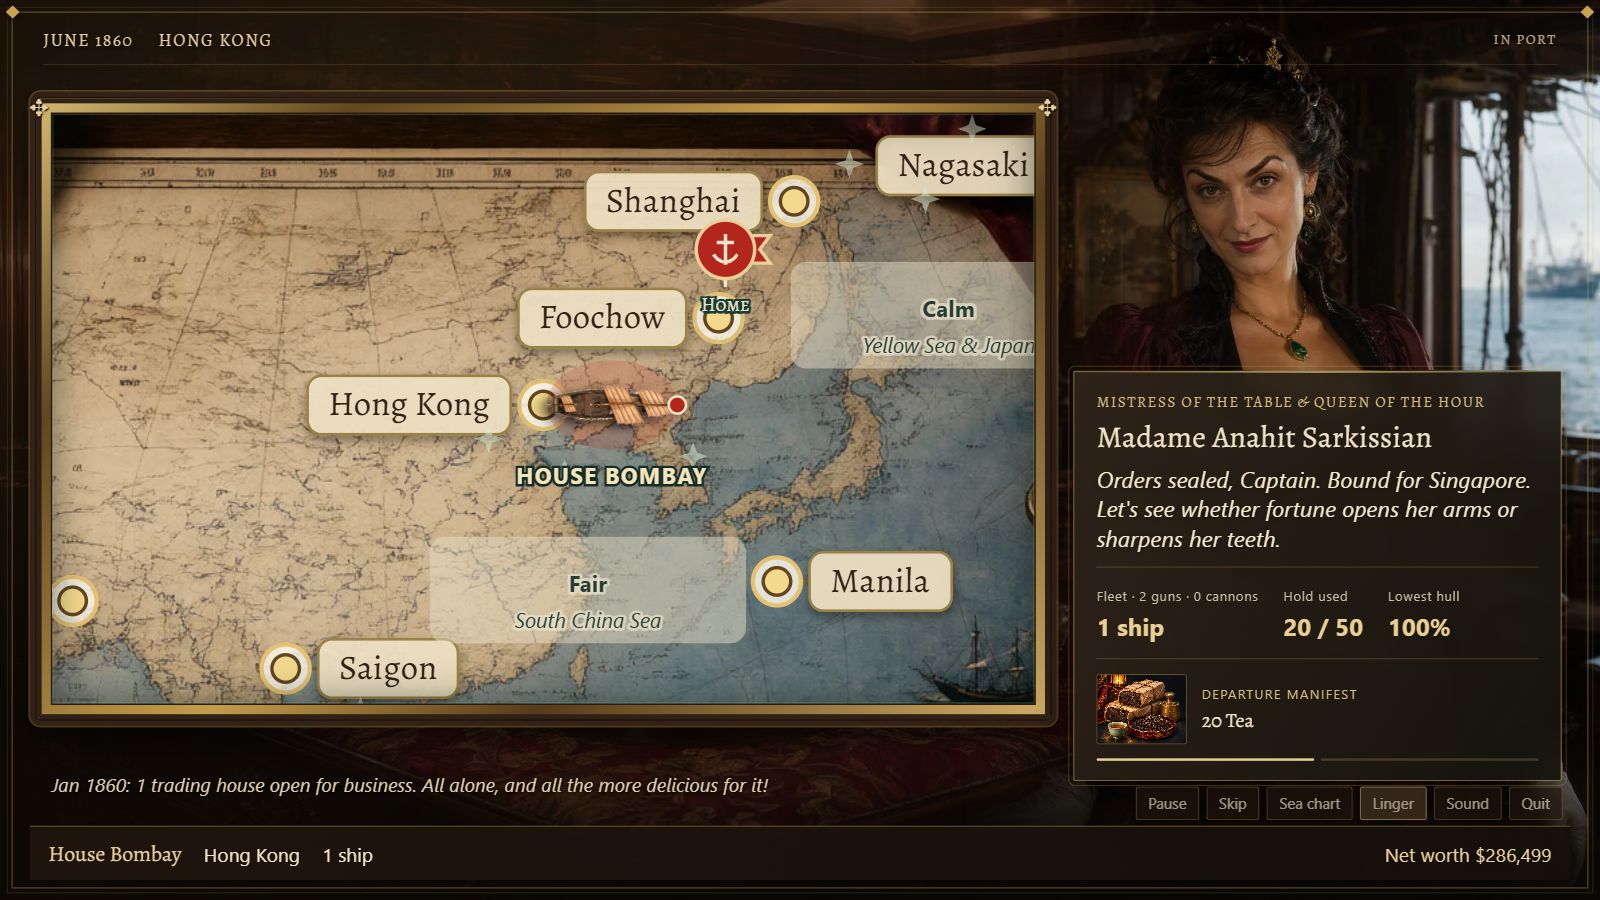 JUNE 1860 HONG KONG
IN PORT
Nagasaki
Shanghai
HOME
Foochow
Calm
Yellow Sea & Japan
Hong Kong
HOUSE BOMBAY
Fair
South China Sea
Manila
Saigon
MISTRESS OF THE TABLE & QUEEN OF THE HOUR
Madame Anahit Sarkissian
Orders sealed, Captain. Bound for Singapore.
Let's see whether fortune opens her arms or
sharpens her teeth.
Fleet · 2 guns · 0 cannons Hold used Lowest hull
1 ship 20 / 50 100%
DEPARTURE MANIFEST
20 Tea
Jan 1860: 1 trading house open for business. All alone, and all the more delicious for it!
Pause Skip Sea chart Linger Sound Quit
House Bombay Hong Kong 1 ship Net worth $286,499